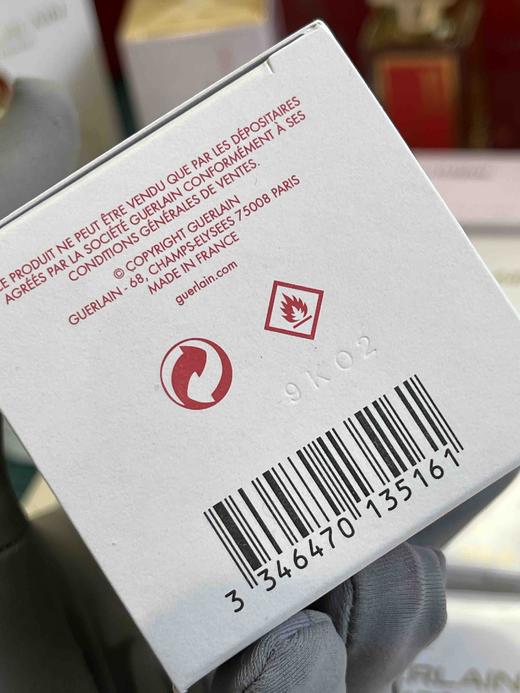 CE PRODUIT NE PEUT ÊTRE VENDU QUE PAR LES DÉPOSITAIRES
AGRÉÉS PAR LA SOCIÉTÉ GUERLAIN CONFORMÉMENT À SES
CONDITIONS GÉNÉRALES DE VENTES.
© COPYRIGHT GUERLAIN
GUERLAIN - 68, CHAMPS-ELYSEES 75008 PARIS
MADE IN FRANCE
guerlain.com
9K02
3 346470 135161
ERLAIN